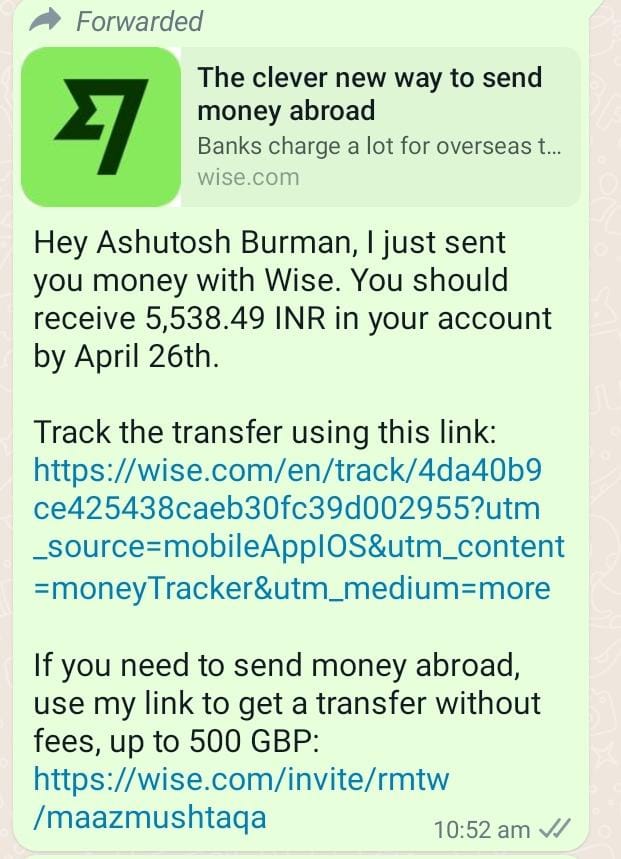 Forwarded
The clever new way to send
money abroad
Banks charge a lot for overseas t...
wise.com
Hey Ashutosh Burman, I just sent
you money with Wise. You should
receive 5,538.49 INR in your account
by April 26th.
Track the transfer using this link:
https://wise.com/en/track/4da40b9
ce425438caeb30fc39d002955?utm
_source=mobileAppIOS&utm_content
=moneyTracker&utm_medium=more
If you need to send money abroad,
use my link to get a transfer without
fees, up to 500 GBP:
https://wise.com/invite/rmtw
/maazmushtaqa
10:52 am